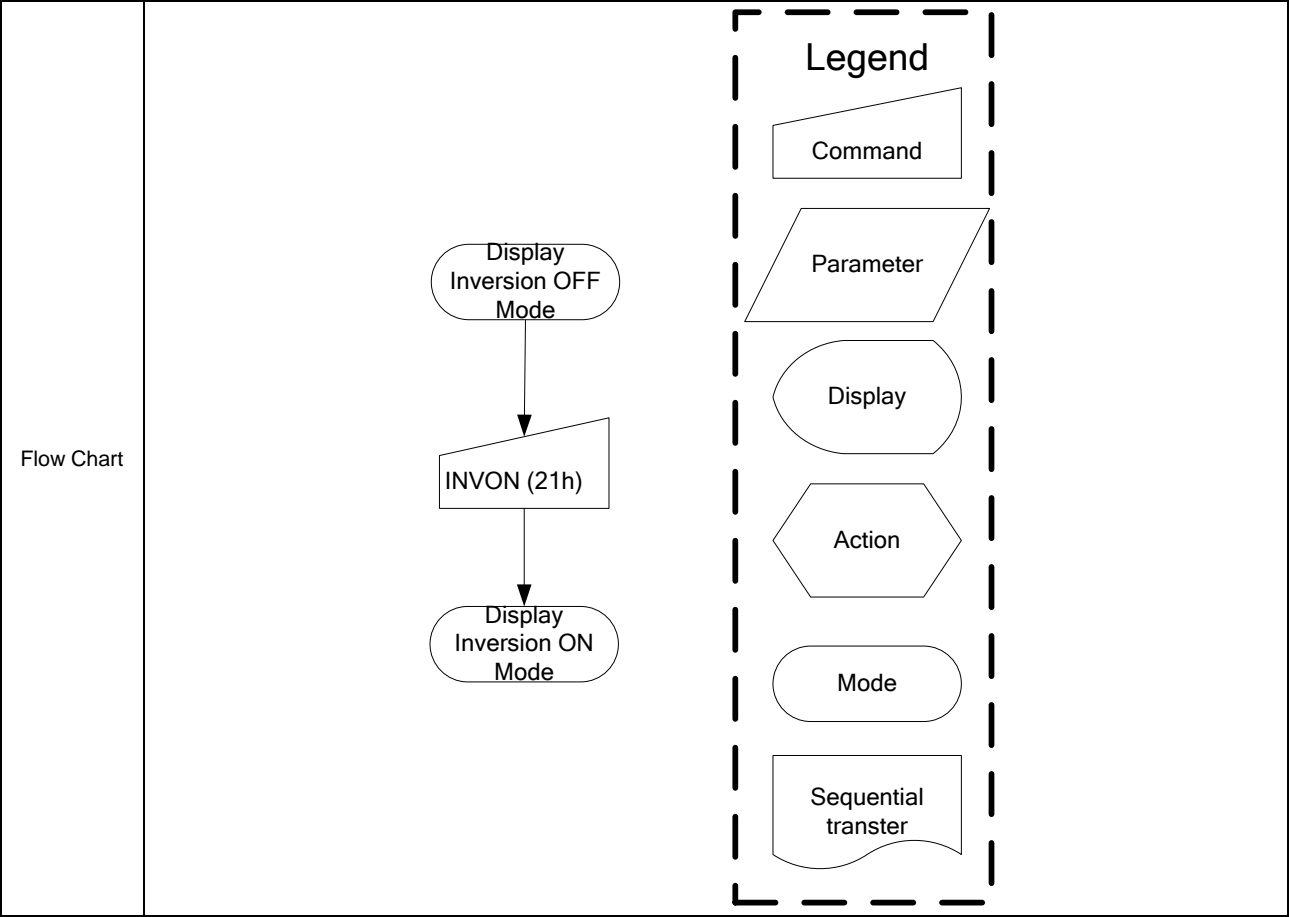 Flow Chart
Display
Inversion OFF
Mode
INVON (21h)
Display
Inversion ON
Mode
Legend
Command
Parameter
Display
Action
Mode
Sequential
transter